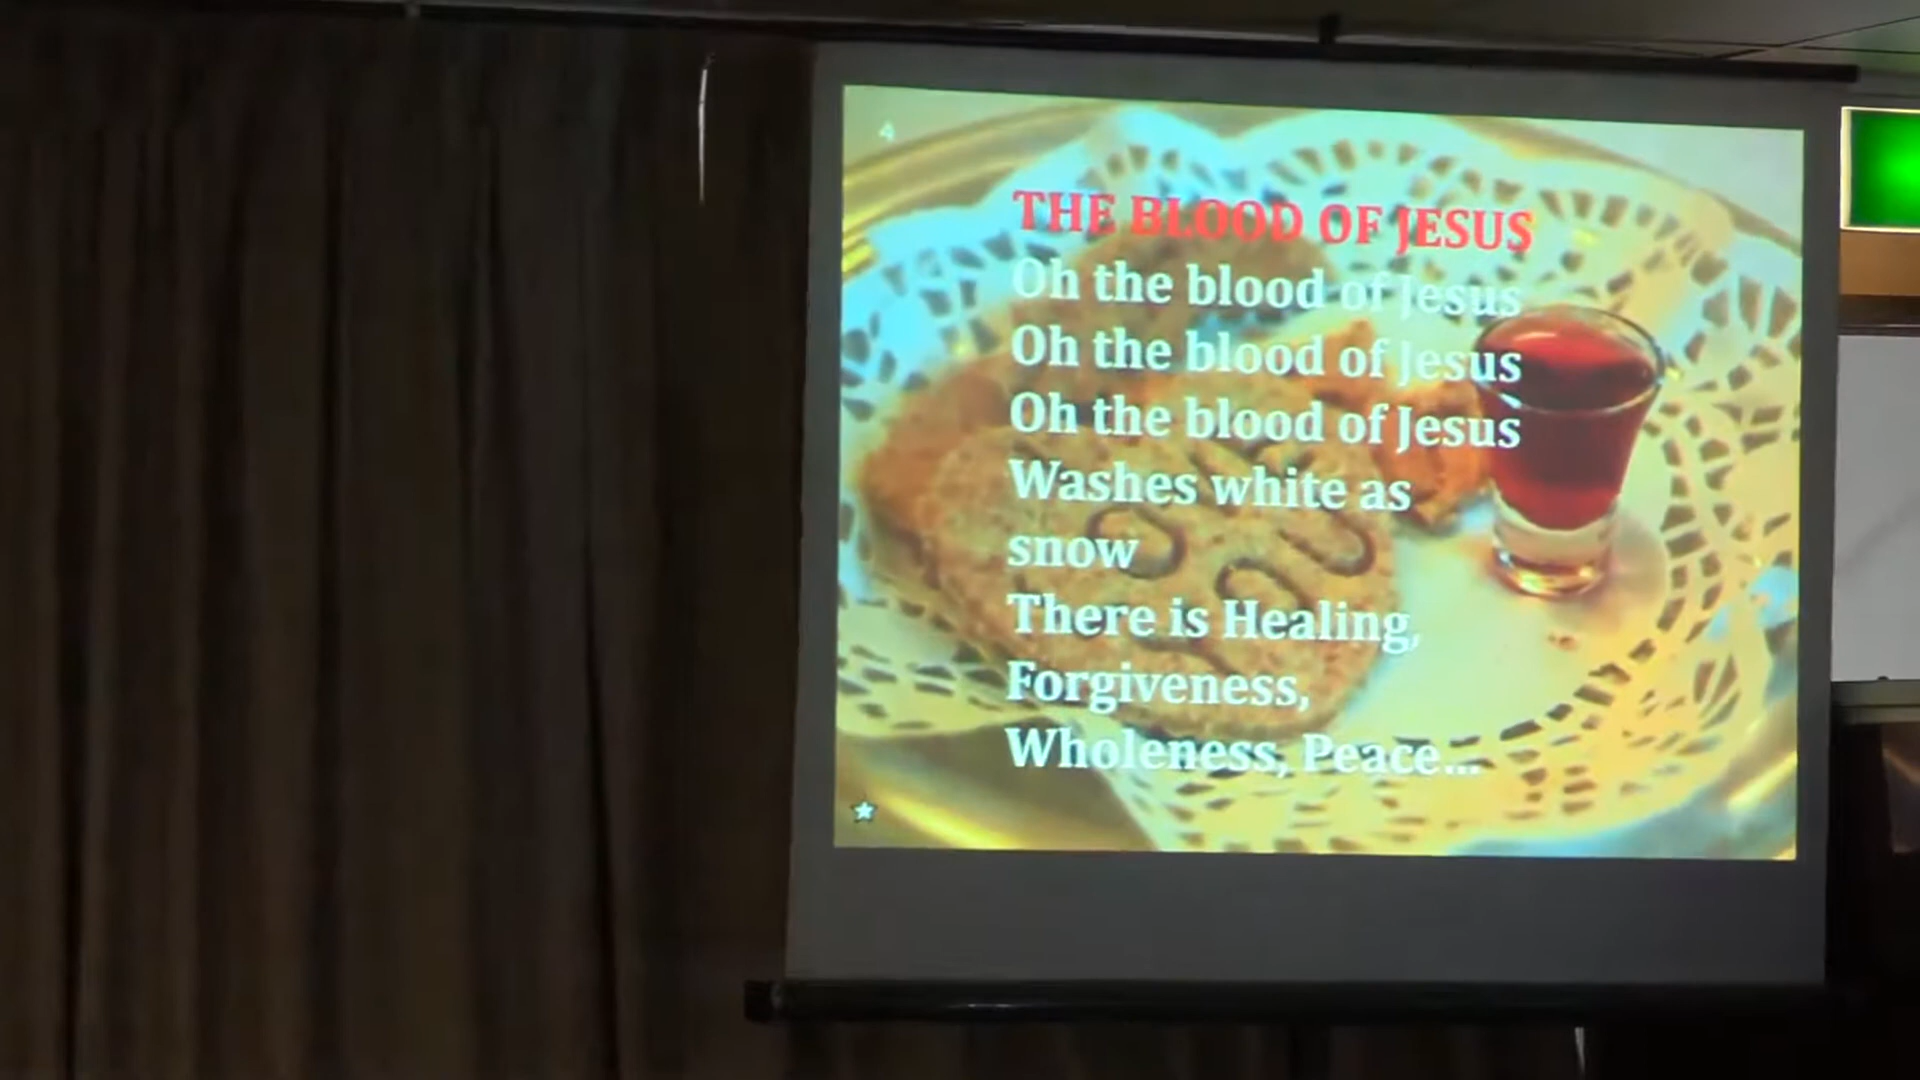 4
THE BLOOD OF JESUS
Oh the blood of Jesus
Oh the blood of Jesus
Oh the blood of Jesus
Washes white as
snow
There is Healing,
Forgiveness,
Wholeness, Peace...